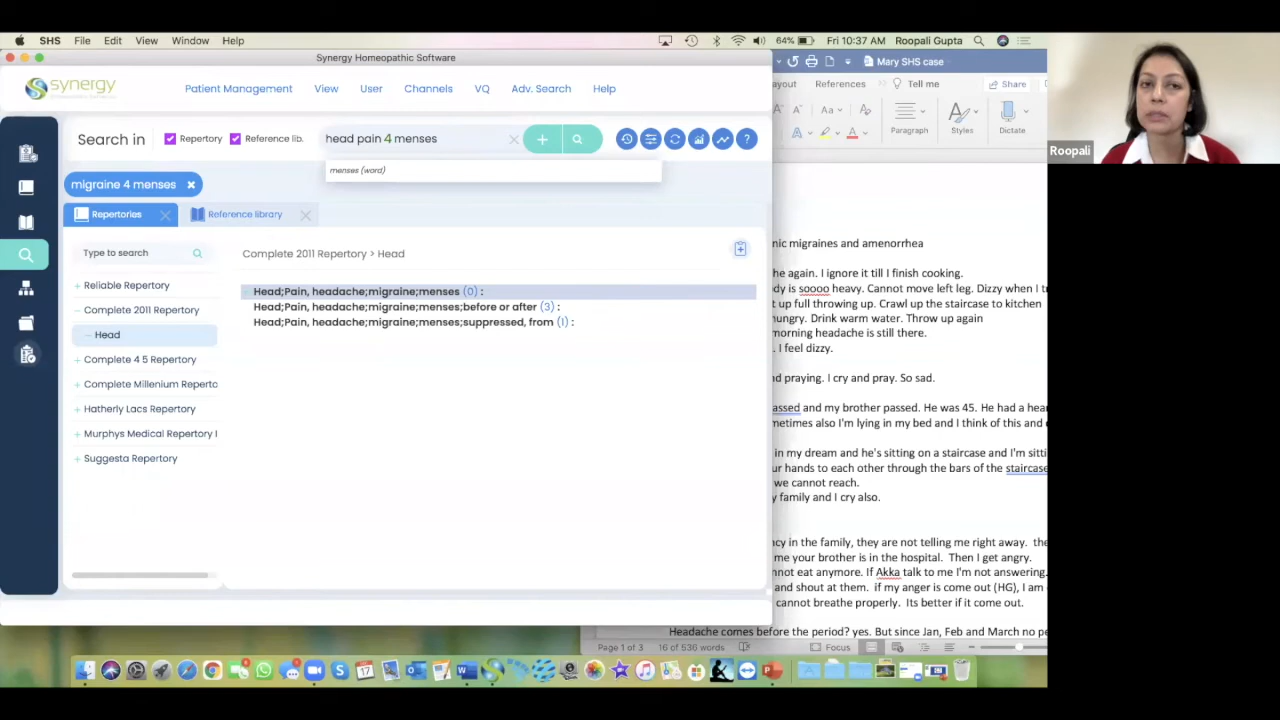 SHS File Edit View Window Help
64% Fri 10:37 AM Roopali Gupta
Synergy Homeopathic Software
synergy
Patient Management View User Channels VQ Adv. Search Help
Search in Repertory Reference lib. head pain 4 menses
menses (word)
migraine 4 menses
Repertories Reference library
Type to search
Reliable Repertory
Complete 2011 Repertory
Head
Complete 4 5 Repertory
Complete Millenium Reperto
Hatherly Lacs Repertory
Murphys Medical Repertory I
Suggesta Repertory
Complete 2011 Repertory > Head
Head;Pain, headache;migraine;menses (0) :
Head;Pain, headache;migraine;menses;before or after (3) :
Head;Pain, headache;migraine;menses;suppressed, from (1) :
Mary SHS case
ayout References Tell me Share
Aa
Paragraph Styles Dictate
nic migraines and amenorrhea
he again. I ignore it till I finish cooking.
dy is soooo heavy. Cannot move left leg. Dizzy when I tr
t up full throwing up. Crawl up the staircase to kitchen
hungry. Drink warm water. Throw up again
morning headache is still there.
. I feel dizzy.
nd praying. I cry and pray. So sad.
assed and my brother passed. He was 45. He had a hear
metimes also I'm lying in my bed and I think of this and
in my dream and he's sitting on a staircase and I'm sitti
ur hands to each other through the bars of the staircase
we cannot reach.
y family and I cry also.
ncy in the family, they are not telling me right away. the
me your brother is in the hospital. Then I get angry.
nnot eat anymore. If Akka talk to me I'm not answering.
and shout at them. if my anger is come out (HG), I am
cannot breathe properly. Its better if it come out.
Headache comes before the period? yes. But since Jan, Feb and March no pe
Page 1 of 3 16 of 536 words Focus
17
Roopali